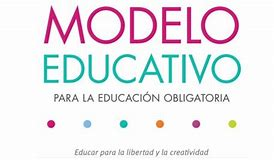 MODELO
EDUCATIVO
PARA LA EDUCACIÓN OBLIGATORIA
Educar para la libertad y la creatividad